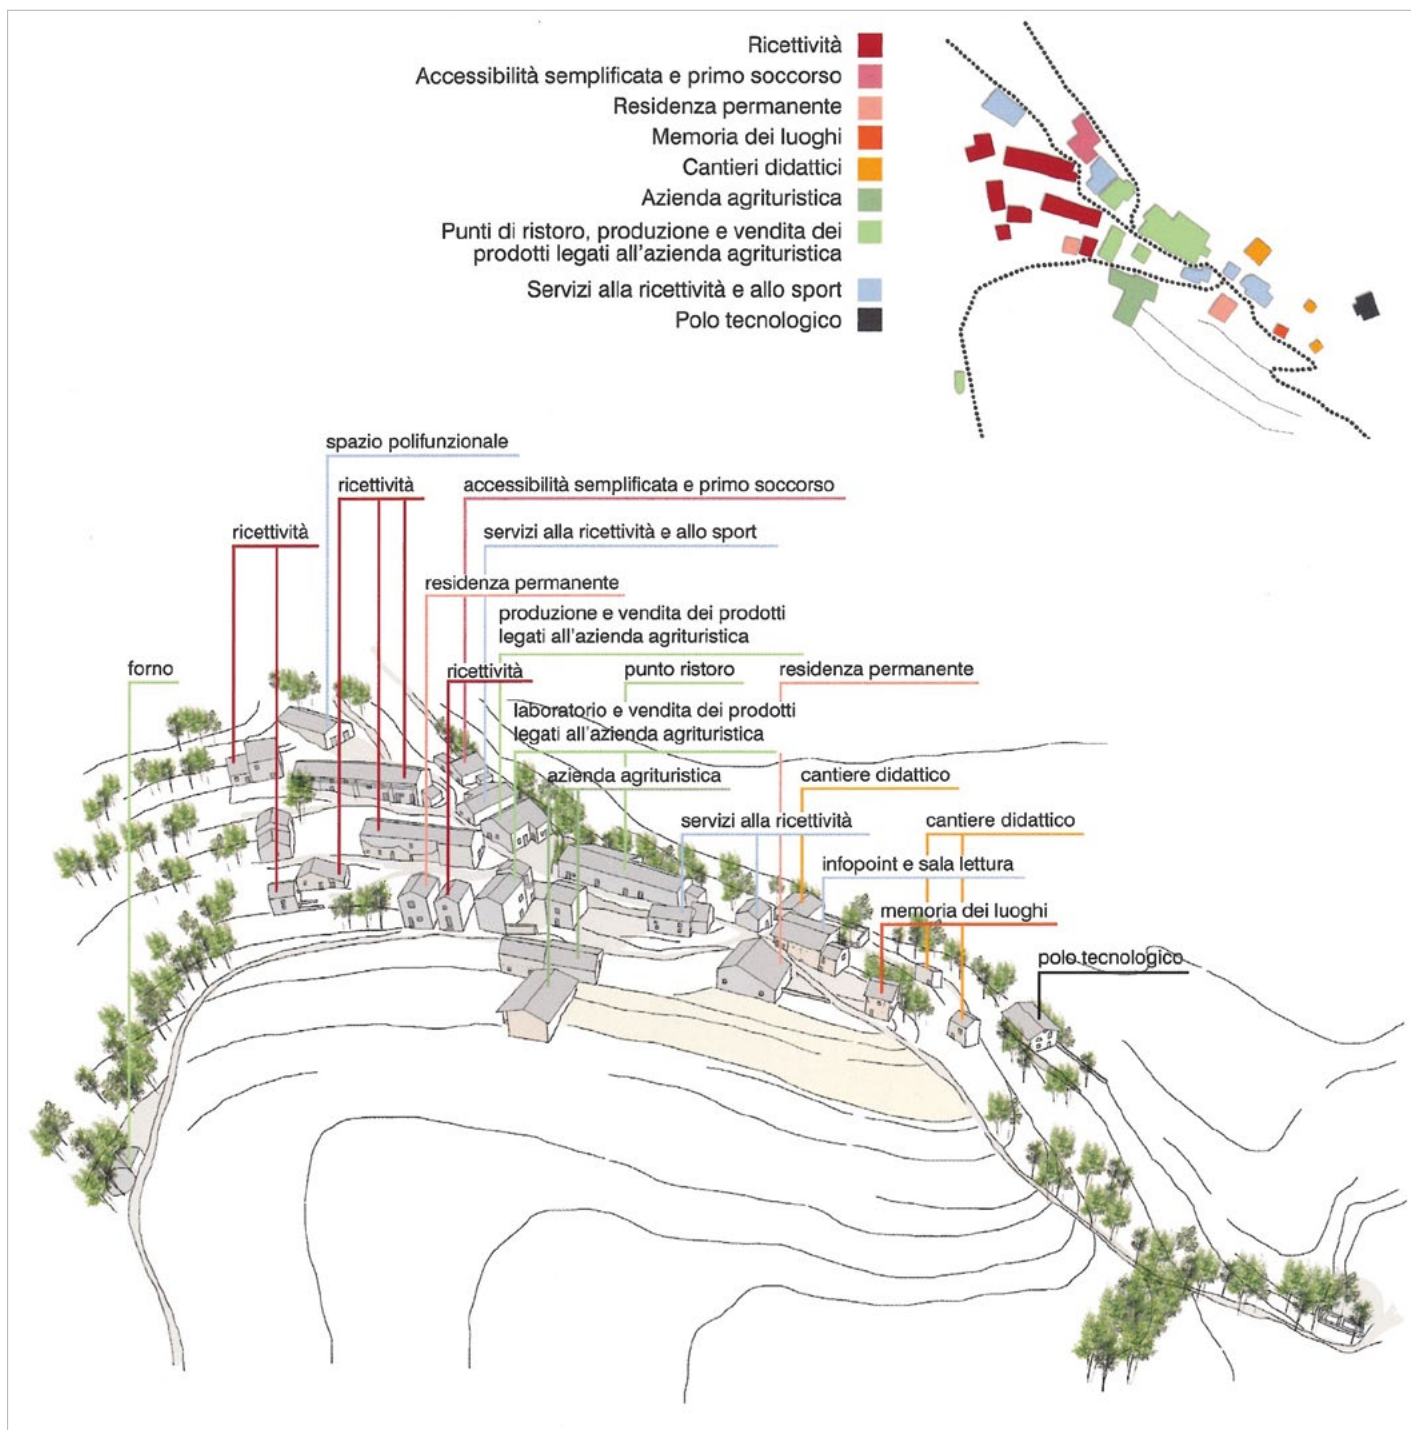 Ricettività
Accessibilità semplificata e primo soccorso
Residenza permanente
Memoria dei luoghi
Cantieri didattici
Azienda agrituristica
Punti di ristoro, produzione e vendita dei
prodotti legati all'azienda agrituristica
Servizi alla ricettività e allo sport
Polo tecnologico
spazio polifunzionale
ricettività
accessibilità semplificata e primo soccorso
ricettività
servizi alla ricettività e allo sport
residenza permanente
produzione e vendita dei prodotti
legati all'azienda agrituristica
forno
ricettività
punto ristoro
residenza permanente
laboratorio e vendita dei prodotti
legati all'azienda agrituristica
azienda agrituristica
cantiere didattico
servizi alla ricettività
cantiere didattico
infopoint e sala lettura
memoria dei luoghi
polo tecnologico